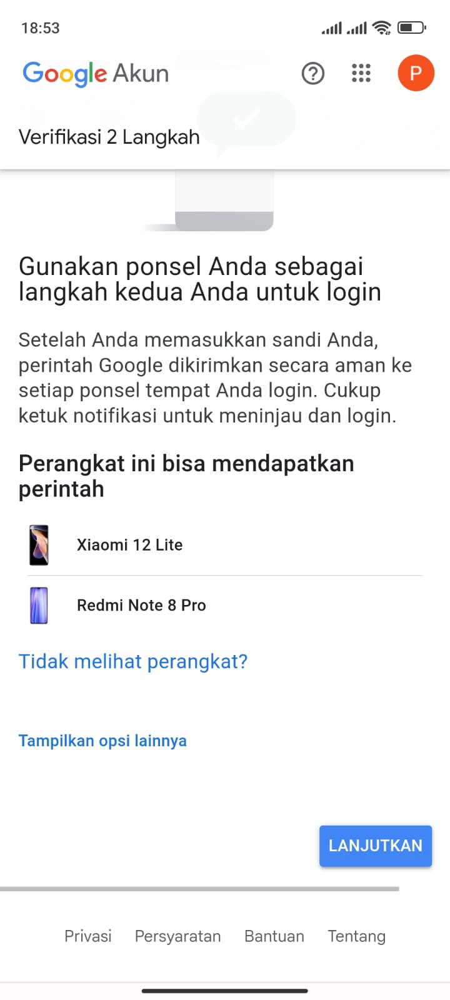 18:53
Google Akun
P
Verifikasi 2 Langkah
Gunakan ponsel Anda sebagai
langkah kedua Anda untuk login
Setelah Anda memasukkan sandi Anda,
perintah Google dikirimkan secara aman ke
setiap ponsel tempat Anda login. Cukup
ketuk notifikasi untuk meninjau dan login.
Perangkat ini bisa mendapatkan
perintah
Xiaomi 12 Lite
Redmi Note 8 Pro
Tidak melihat perangkat?
Tampilkan opsi lainnya
LANJUTKAN
Privasi Persyaratan Bantuan Tentang